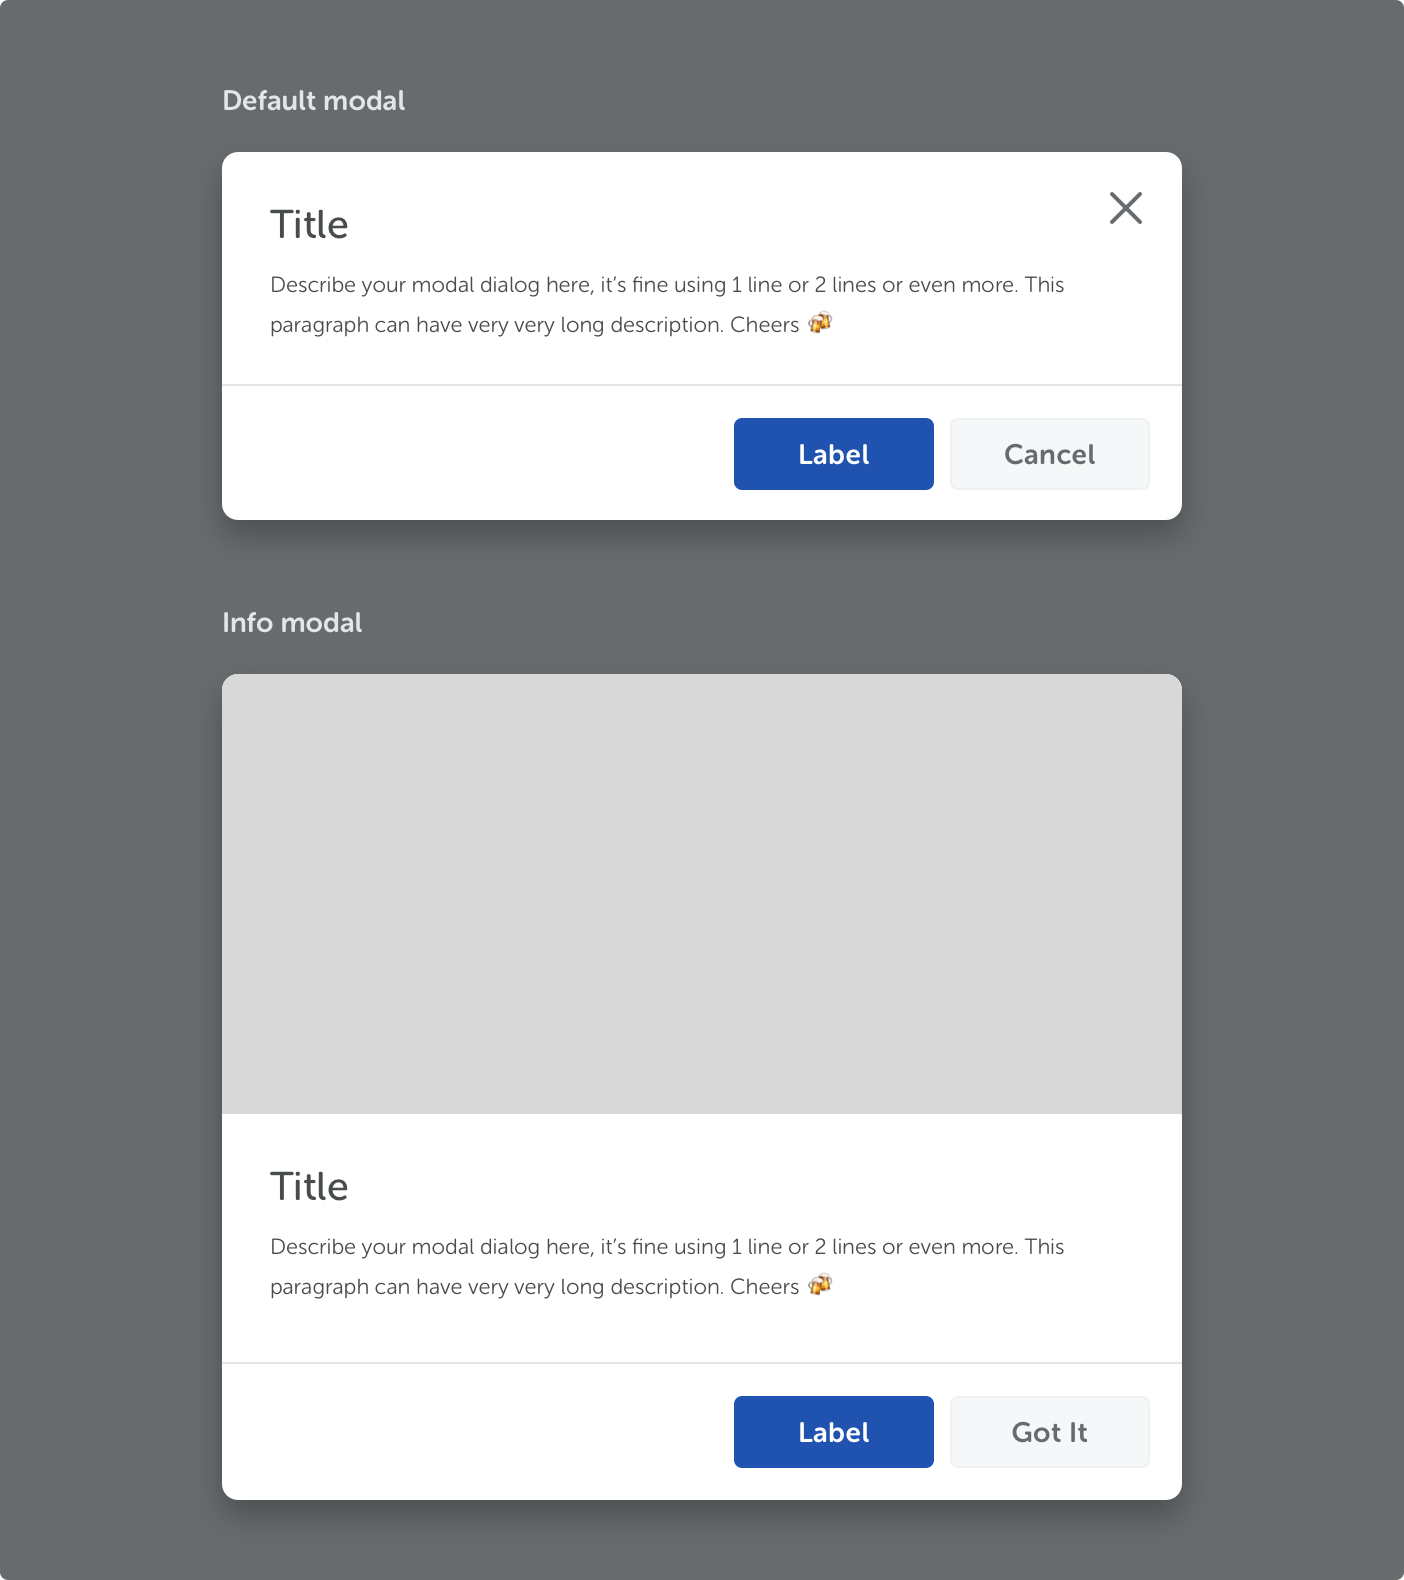 Default modal
Title
Describe your modal dialog here, it’s fine using 1 line or 2 lines or even more. This
paragraph can have very very long description. Cheers 🍻
Label
Cancel
Info modal
Title
Describe your modal dialog here, it’s fine using 1 line or 2 lines or even more. This
paragraph can have very very long description. Cheers 🍻
Label
Got It